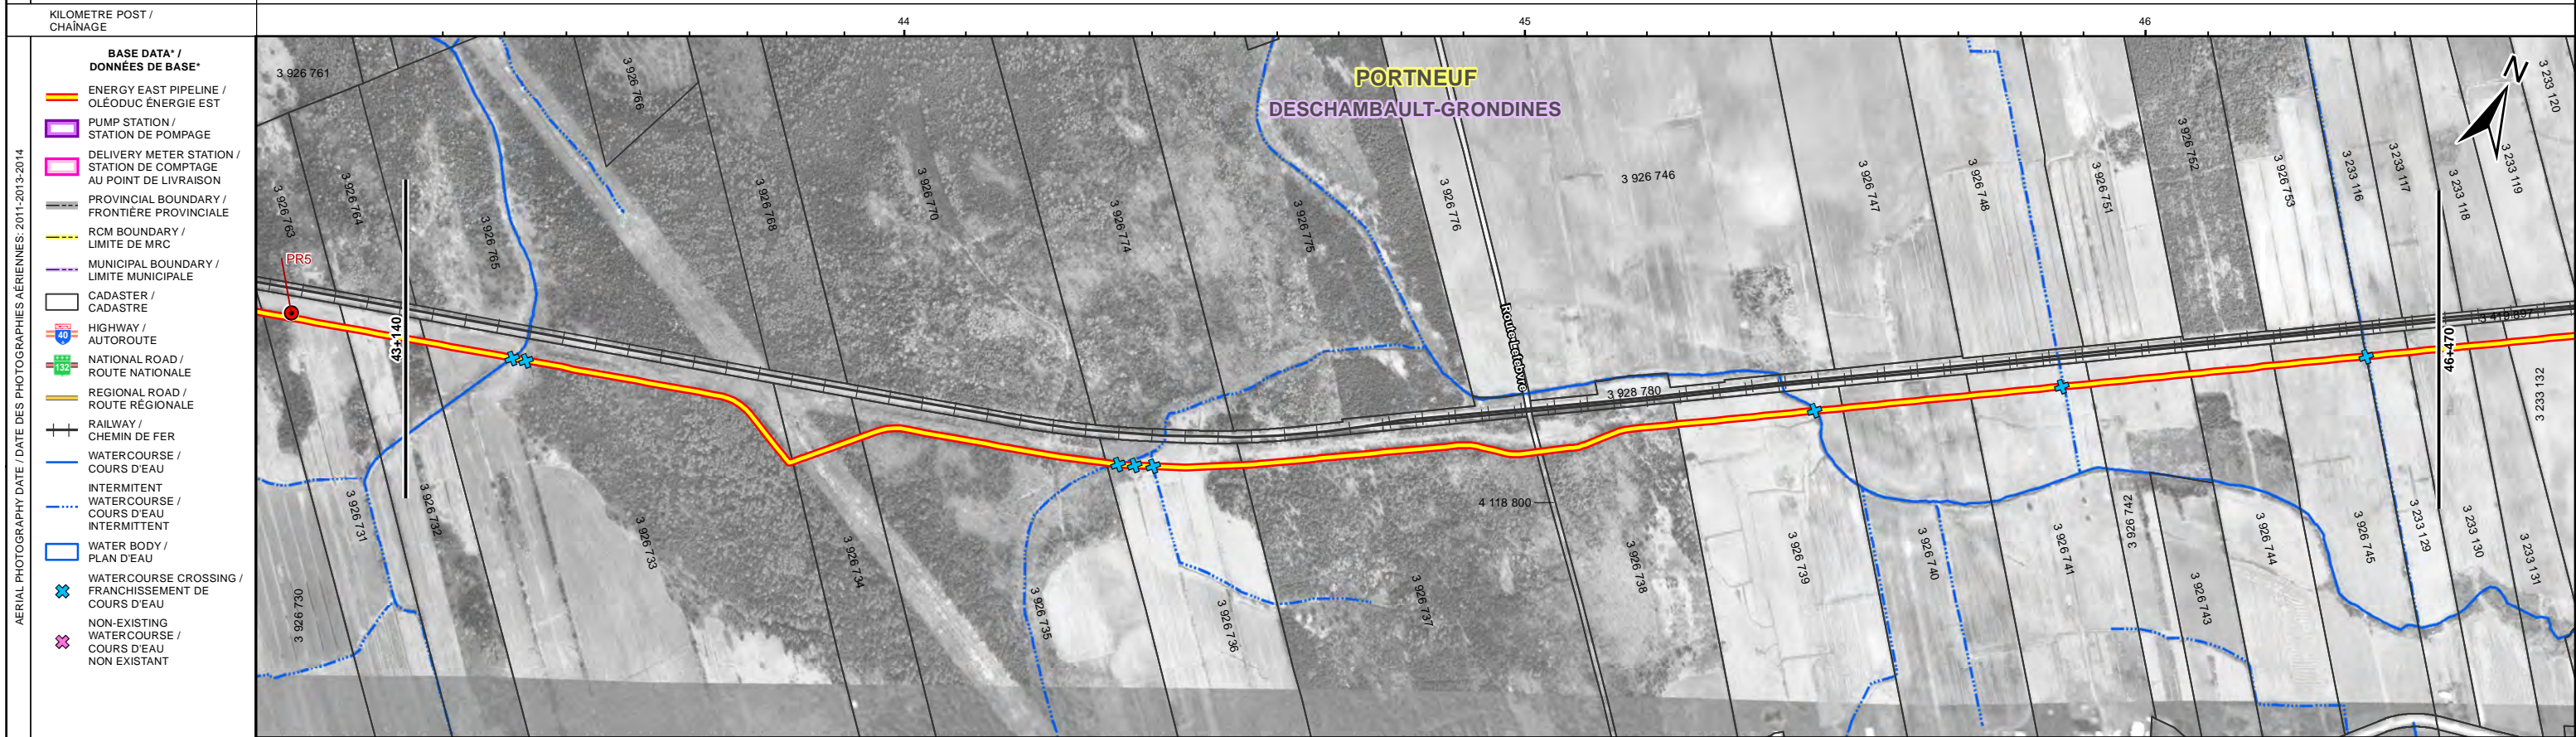 KILOMETRE POST /
CHAÎNAGE
44
45
46
AERIAL PHOTOGRAPHY DATE / DATE DES PHOTOGRAPHIES AÉRIENNES: 2011-2013-2014
BASE DATA* /
DONNÉES DE BASE*
ENERGY EAST PIPELINE /
OLÉODUC ÉNERGIE EST
PUMP STATION /
STATION DE POMPAGE
DELIVERY METER STATION /
STATION DE COMPTAGE
AU POINT DE LIVRAISON
PROVINCIAL BOUNDARY /
FRONTIÈRE PROVINCIALE
RCM BOUNDARY /
LIMITE DE MRC
MUNICIPAL BOUNDARY /
LIMITE MUNICIPALE
CADASTER /
CADASTRE
40
HIGHWAY /
AUTOROUTE
132
NATIONAL ROAD /
ROUTE NATIONALE
REGIONAL ROAD /
ROUTE RÉGIONALE
RAILWAY /
CHEMIN DE FER
WATERCOURSE /
COURS D'EAU
INTERMITENT
WATERCOURSE /
COURS D'EAU
INTERMITTENT
WATER BODY /
PLAN D'EAU
WATERCOURSE CROSSING /
FRANCHISSEMENT DE
COURS D'EAU
NON-EXISTING
WATERCOURSE /
COURS D'EAU
NON EXISTANT
PORTNEUF
DESCHAMBAULT-GRONDINES
N
3 926 761
3 926 766
3 926 763
3 926 764
3 926 765
3 926 768
3 926 770
3 926 774
3 926 775
3 926 776
3 926 746
3 926 747
3 926 748
3 926 751
3 926 752
3 926 753
3 233 116
3 233 117
3 233 118
3 233 119
3 233 120
PR5
43+140
Route Lefebvre
3 928 780
3 418 897
46+470
4 118 800
3 926 730
3 926 731
3 926 732
3 926 733
3 926 734
3 926 735
3 926 736
3 926 737
3 926 738
3 926 739
3 926 740
3 926 741
3 926 742
3 926 743
3 926 744
3 926 745
3 233 129
3 233 130
3 233 131
3 233 132